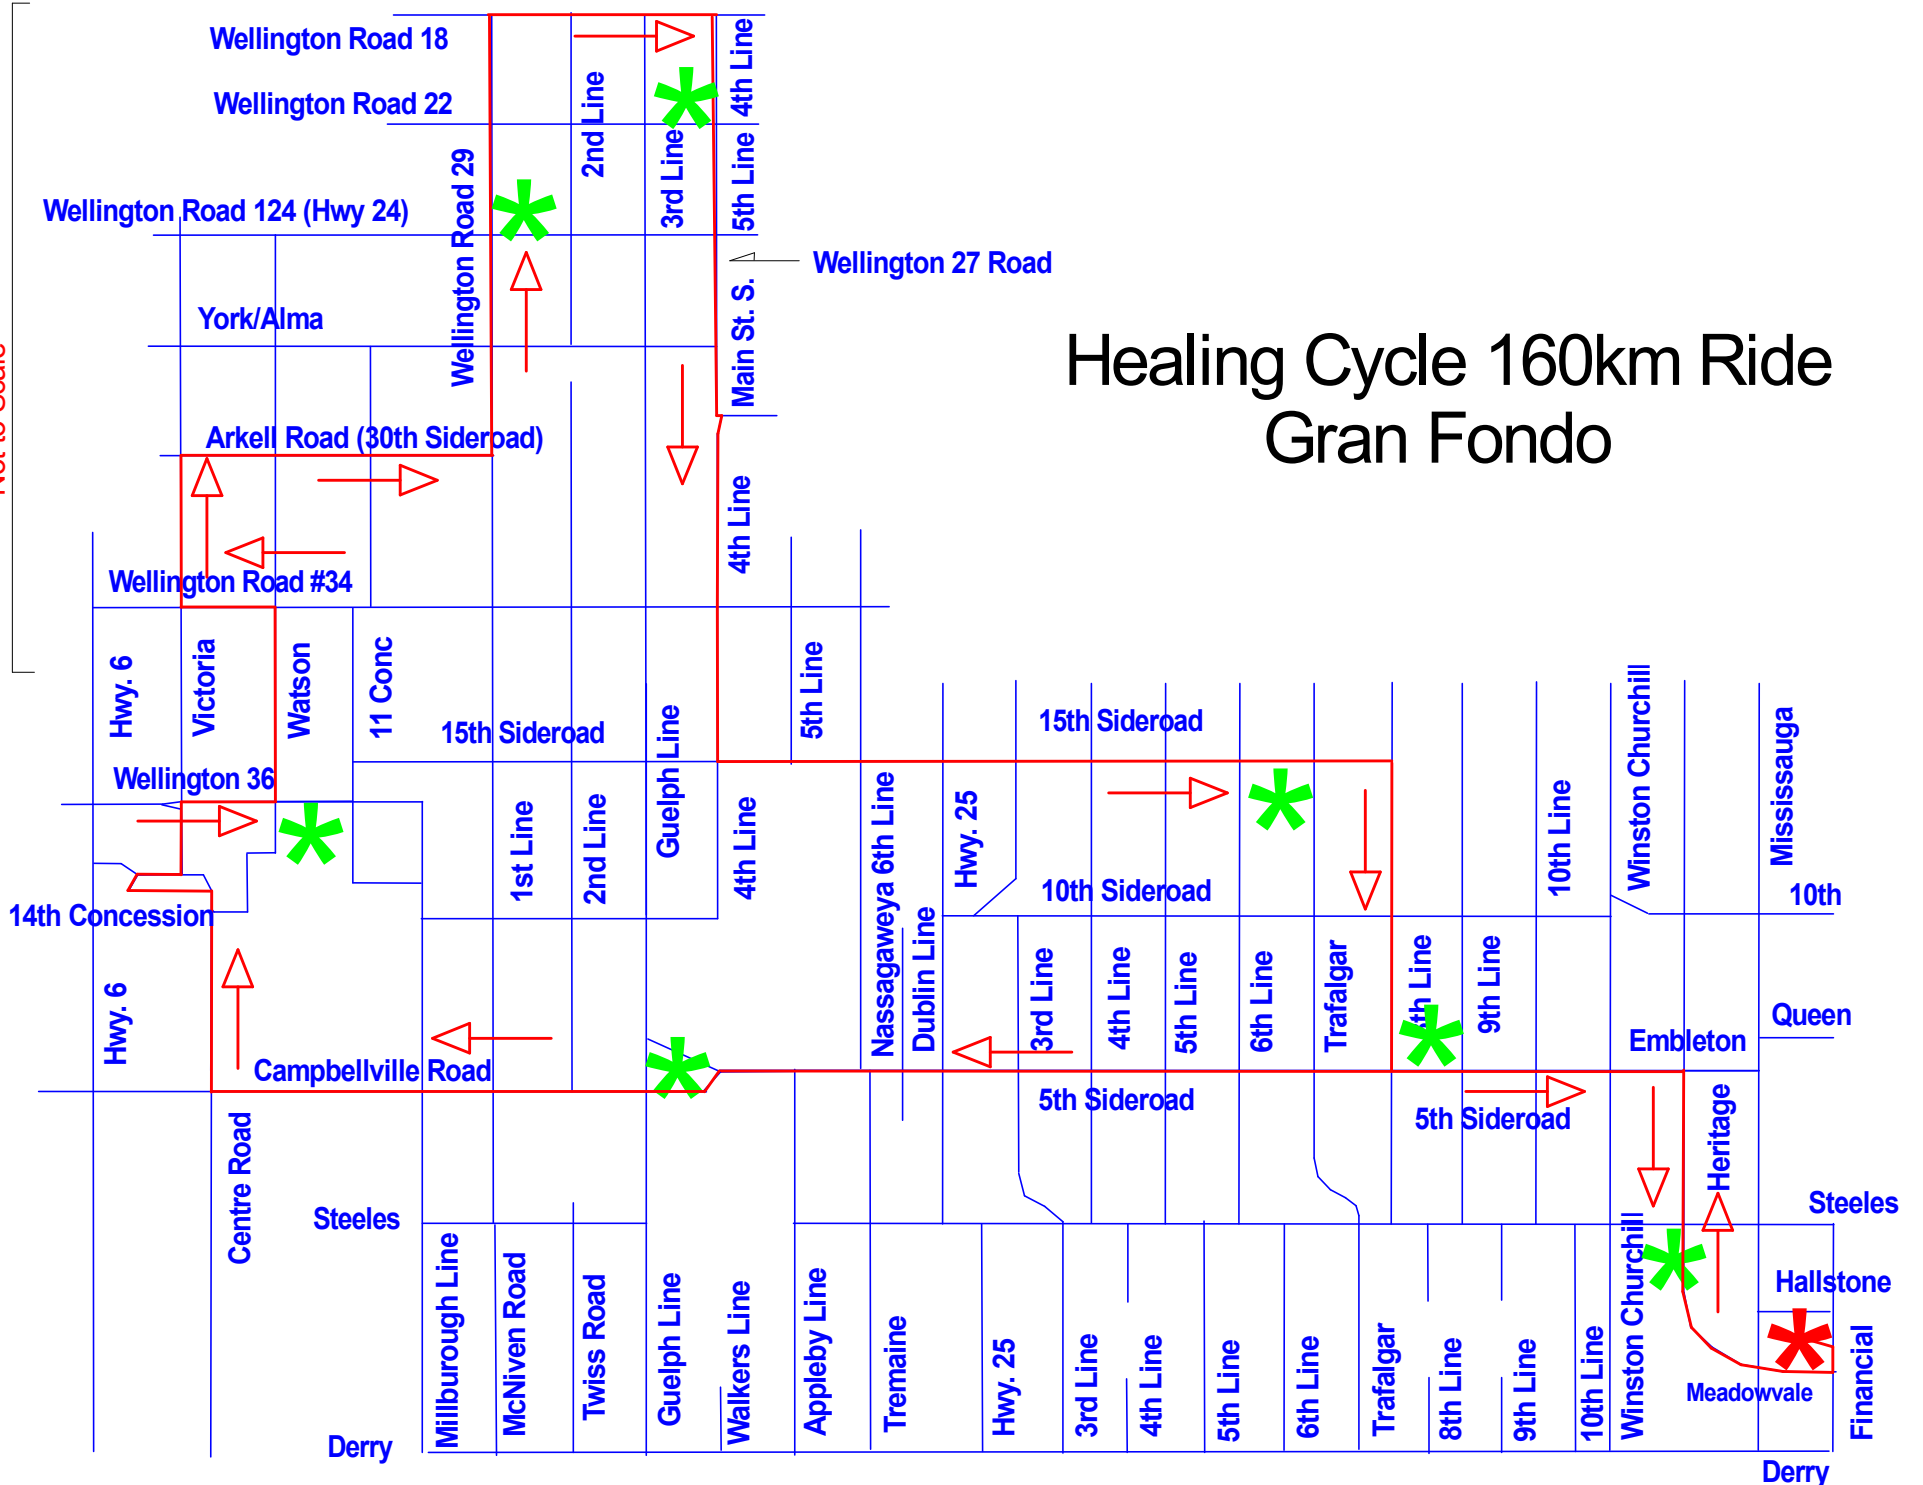 Wellington Road 18
Wellington Road 22
Wellington Road 124 (Hwy 24)
York/Alma
Arkell Road (30th Sideroad)
Wellington Road #34
Wellington Road 29
2nd Line
3rd Line
4th Line
5th Line
Wellington 27 Road
Main St. S.
4th Line
Healing Cycle 160km Ride
Gran Fondo
Not to Scale
Hwy. 6
Victoria
Watson
11 Conc
15th Sideroad
Guelph Line
5th Line
15th Sideroad
Winston Churchill
Mississauga
Wellington 36
1st Line
2nd Line
4th Line
Nassagaweya 6th Line
Hwy. 25
10th Sideroad
10th Line
10th
14th Concession
Hwy. 6
Dublin Line
3rd Line
4th Line
5th Line
6th Line
Trafalgar
9th Line
Queen
Embleton
Campbellville Road
5th Sideroad
5th Sideroad
Heritage
Centre Road
Steeles
Steeles
Millburough Line
McNiven Road
Twiss Road
Guelph Line
Walkers Line
Appleby Line
Tremaine
Hwy. 25
3rd Line
4th Line
5th Line
6th Line
Trafalgar
8th Line
9th Line
10th Line
Winston Churchill
Hallstone
Meadowvale
Financial
Derry
Derry